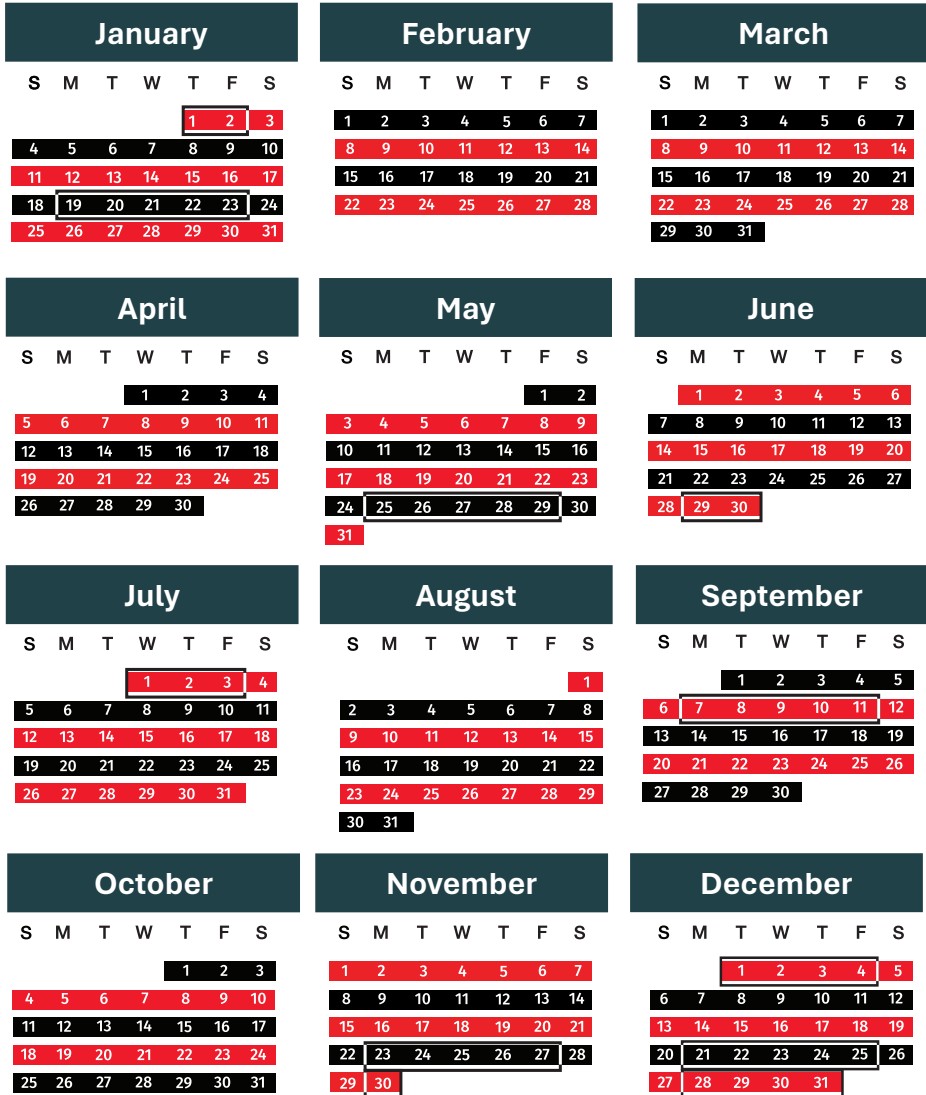 January February March
S M T W T F S S M T W T F S S M T W T F S
1 2 3 1 2 3 4 5 6 7 1 2 3 4 5 6 7
4 5 6 7 8 9 10 8 9 10 11 12 13 14 8 9 10 11 12 13 14
11 12 13 14 15 16 17 15 16 17 18 19 20 21 15 16 17 18 19 20 21
18 19 20 21 22 23 24 22 23 24 25 26 27 28 22 23 24 25 26 27 28
25 26 27 28 29 30 31 29 30 31
April May June
S M T W T F S S M T W T F S S M T W T F S
1 2 3 4 1 2 1 2 3 4 5 6
5 6 7 8 9 10 11 3 4 5 6 7 8 9 7 8 9 10 11 12 13
12 13 14 15 16 17 18 10 11 12 13 14 15 16 14 15 16 17 18 19 20
19 20 21 22 23 24 25 17 18 19 20 21 22 23 21 22 23 24 25 26 27
26 27 28 29 30 24 25 26 27 28 29 30 28 29 30
31
July August September
S M T W T F S S M T W T F S S M T W T F S
1 2 3 4 1 1 2 3 4 5
5 6 7 8 9 10 11 2 3 4 5 6 7 8 6 7 8 9 10 11 12
12 13 14 15 16 17 18 9 10 11 12 13 14 15 13 14 15 16 17 18 19
19 20 21 22 23 24 25 16 17 18 19 20 21 22 20 21 22 23 24 25 26
26 27 28 29 30 31 23 24 25 26 27 28 29 27 28 29 30
30 31
October November December
S M T W T F S S M T W T F S S M T W T F S
1 2 3 1 2 3 4 5 6 7 1 2 3 4 5
4 5 6 7 8 9 10 8 9 10 11 12 13 14 6 7 8 9 10 11 12
11 12 13 14 15 16 17 15 16 17 18 19 20 21 13 14 15 16 17 18 19
18 19 20 21 22 23 24 22 23 24 25 26 27 28 20 21 22 23 24 25 26
25 26 27 28 29 30 31 29 30 27 28 29 30 31